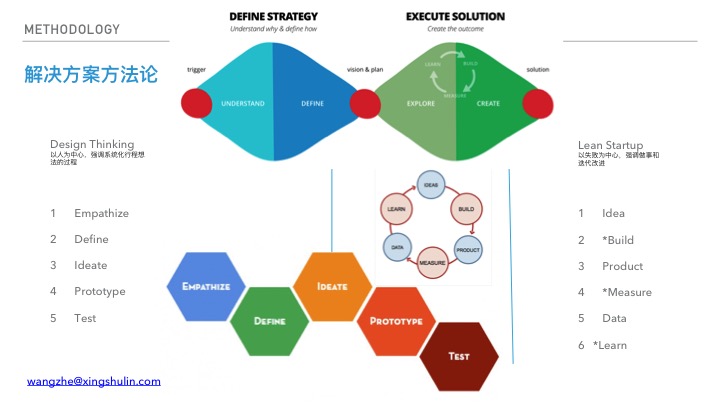 METHODOLOGY
解决方案方法论
DEFINE STRATEGY
Understand why & define how
EXECUTE SOLUTION
Create the outcome
trigger
vision & plan
solution
UNDERSTAND
DEFINE
EXPLORE
CREATE
LEARN
BUILD
MEASURE
Design Thinking
以人为中心、强调系统化行程想
法的过程
1 Empathize
2 Define
3 Ideate
4 Prototype
5 Test
IDEAS
BUILD
PRODUCT
MEASURE
DATA
LEARN
EMPATHIZE
DEFINE
IDEATE
PROTOTYPE
TEST
Lean Startup
以失败为中心、强调做事和
迭代改进
1 Idea
2 *Build
3 Product
4 *Measure
5 Data
6 *Learn
wangzhe@xingshulin.com